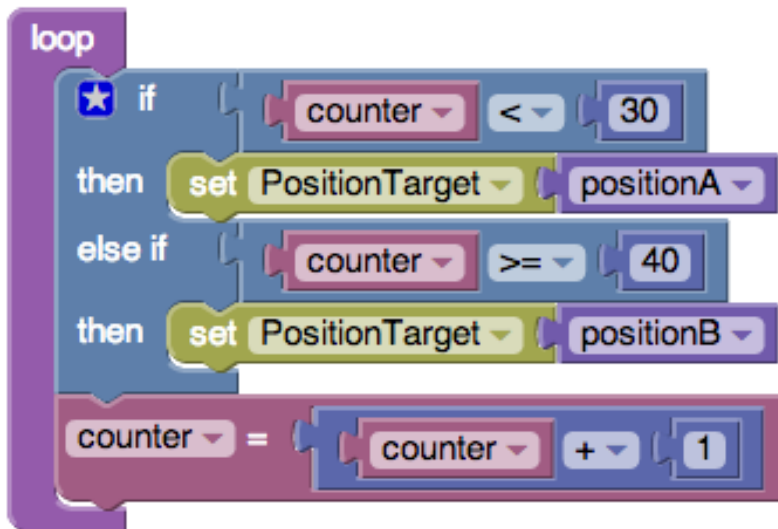 loop
if counter < 30
then set PositionTarget positionA
else if counter >= 40
then set PositionTarget positionB
counter = counter + 1